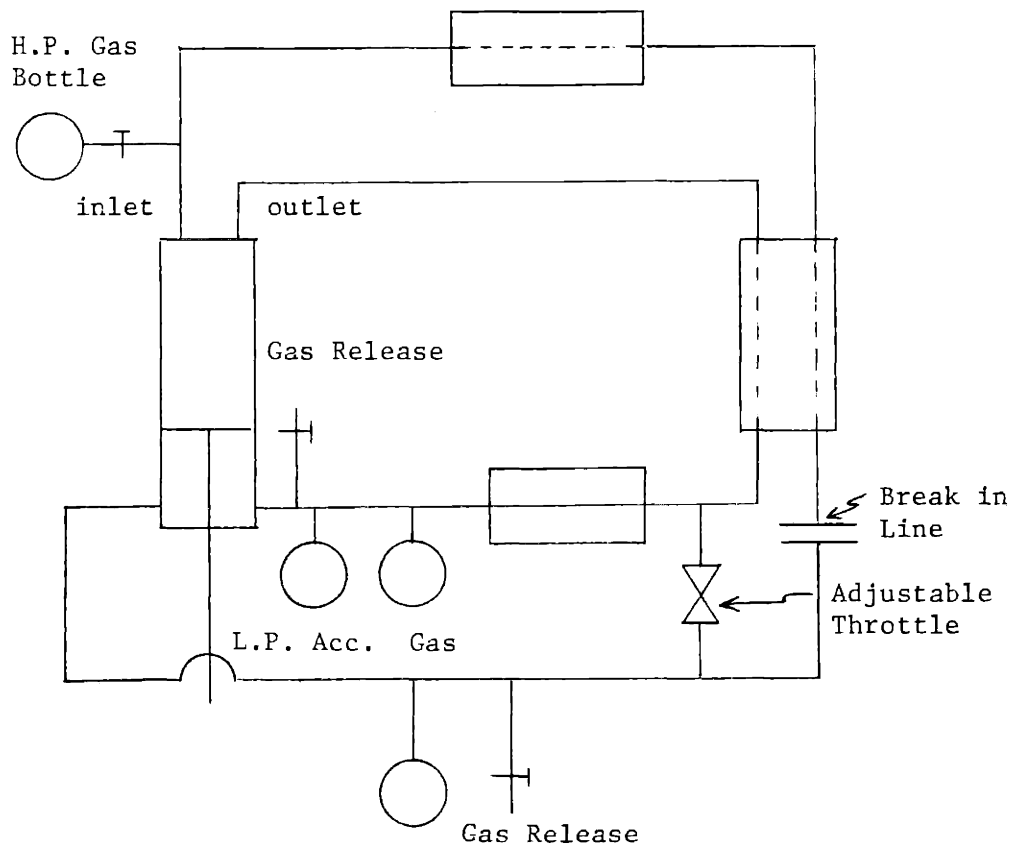 H.P. Gas
Bottle
inlet
outlet
Gas Release
Break in
Line
Adjustable
Throttle
L.P. Acc. Gas
Gas Release